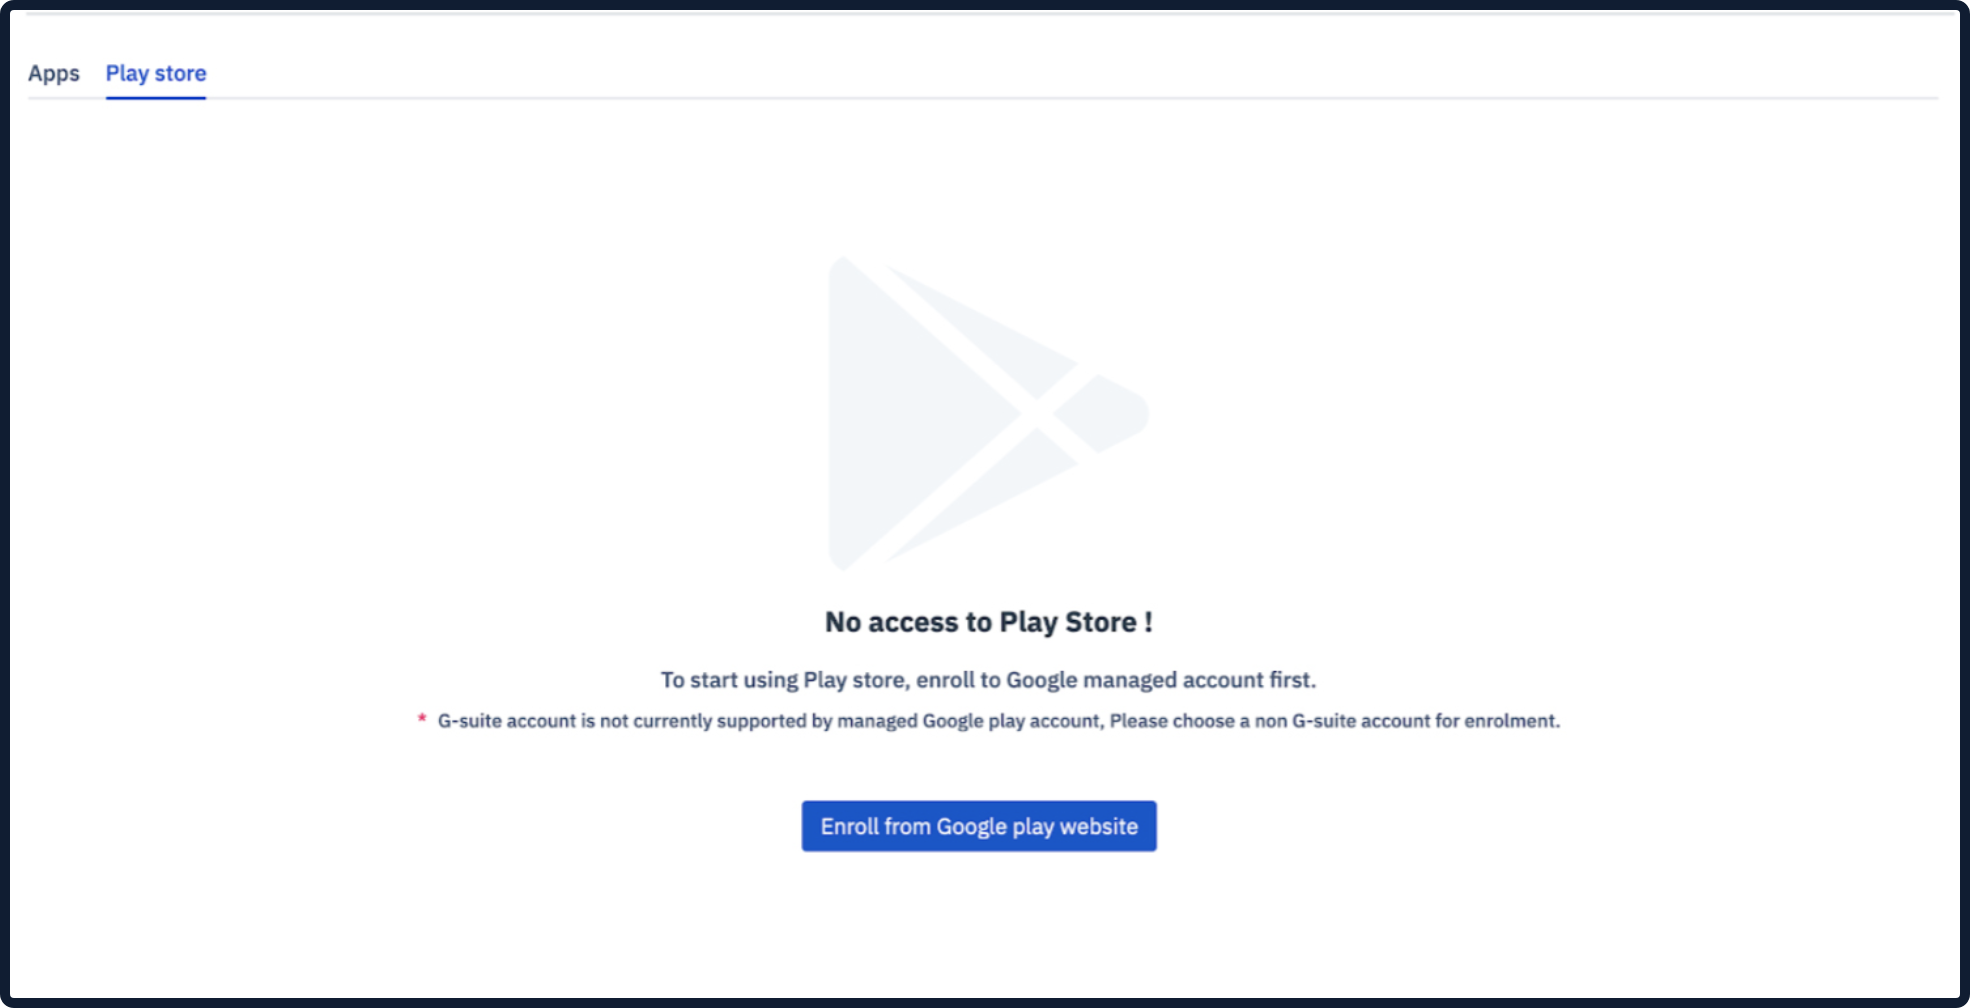 Apps Play store
No access to Play Store !
To start using Play store, enroll to Google managed account first.
* G-suite account is not currently supported by managed Google play account, Please choose a non G-suite account for enrolment.
Enroll from Google play website